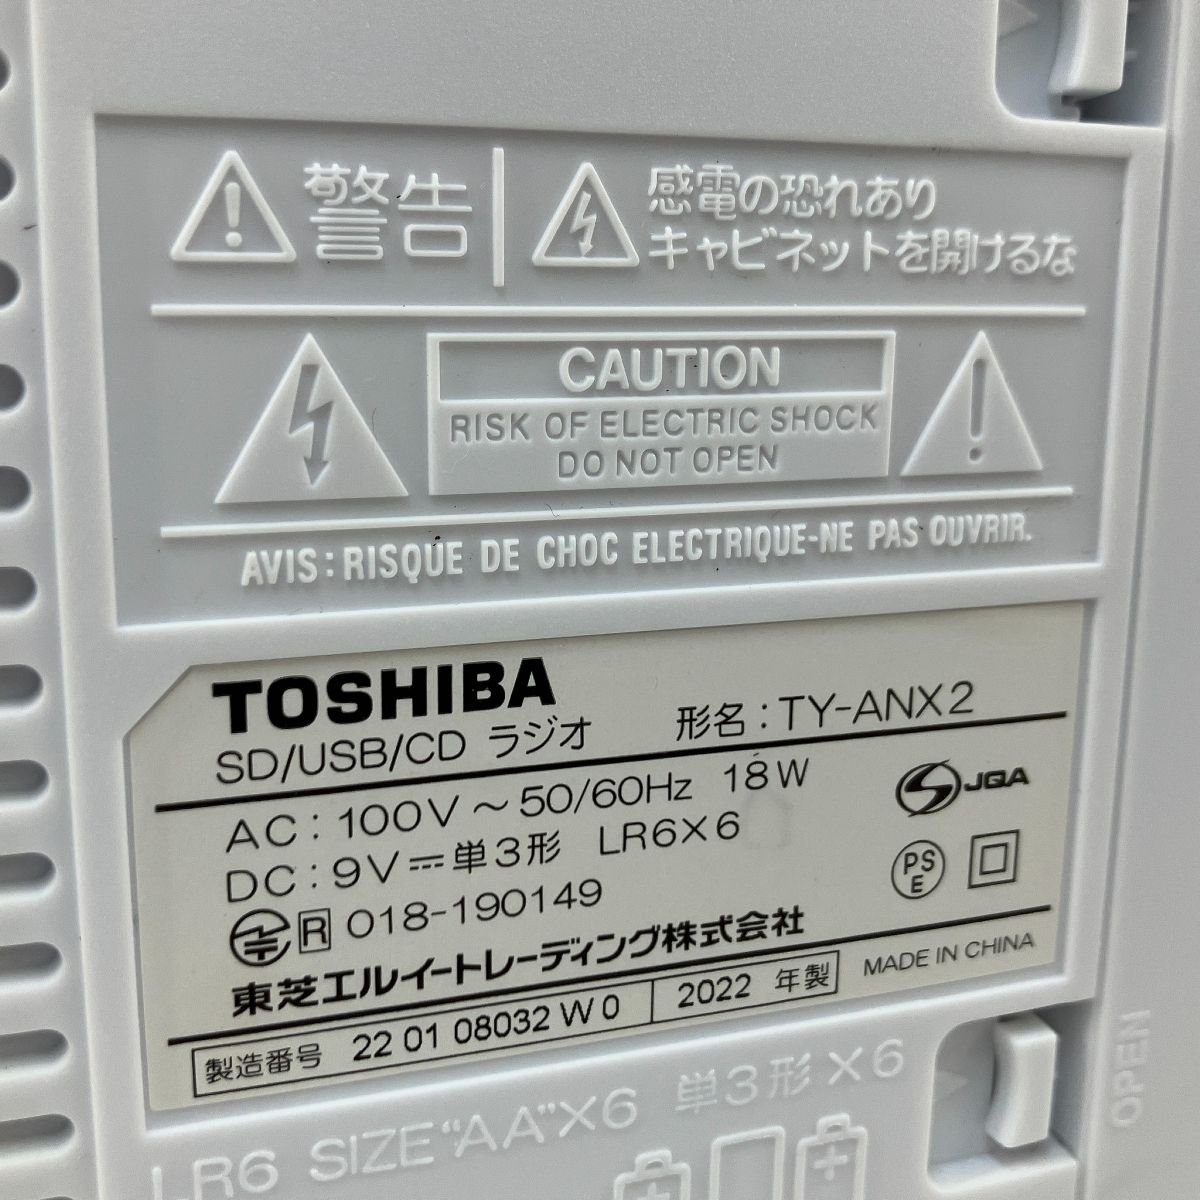 警告
感電の恐れあり
キャビネットを開けるな
CAUTION
RISK OF ELECTRIC SHOCK
DO NOT OPEN
AVIS : RISQUE DE CHOC ELECTRIQUE-NE PAS OUVRIR.
TOSHIBA
SD/USB/CD ラジオ 形名 : TY-ANX2
AC : 100V ～ 50/60Hz 18W
DC : 9V ⎓ 単3形 LR6×6
JQA
PSE
R 018-190149
東芝エルイートレーディング株式会社
製造番号 22 01 08032 W 0 2022 年製
MADE IN CHINA
LR6 SIZE "AA"×6 単3形×6
OPEN